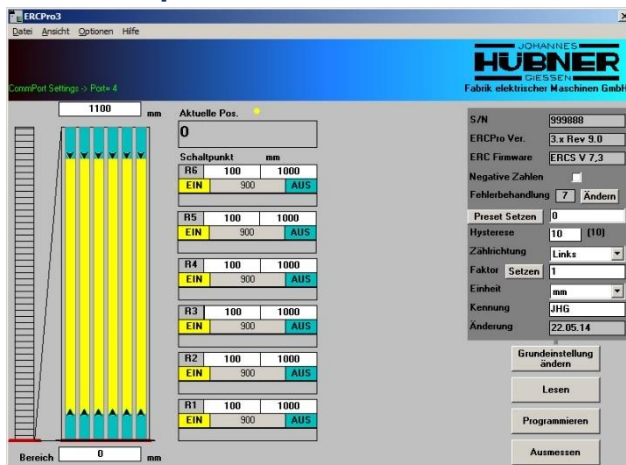 ERCPro3
Datei Ansicht Optionen Hilfe
JOHANNES
HÜBNER
GIESSEN
Fabrik elektrischer Maschinen GmbH
CommPort Settings -> Port= 4
1100 mm
Aktuelle Pos.
0
Schaltpunkt mm
R6 100 1000
EIN 900 AUS
R5 100 1000
EIN 900 AUS
R4 100 1000
EIN 900 AUS
R3 100 1000
EIN 900 AUS
R2 100 1000
EIN 900 AUS
R1 100 1000
EIN 900 AUS
Bereich 0 mm
S/N 999888
ERCPro Ver. 3.x Rev 9.0
ERC Firmware ERCS V 7,3
Negative Zahlen
Fehlerbehandlung 7 Ändern
Preset Setzen 0
Hysterese 10 (10)
Zählrichtung Links
Faktor Setzen 1
Einheit mm
Kennung JHG
Änderung 22.05.14
Grundeinstellung
ändern
Lesen
Programmieren
Ausmessen